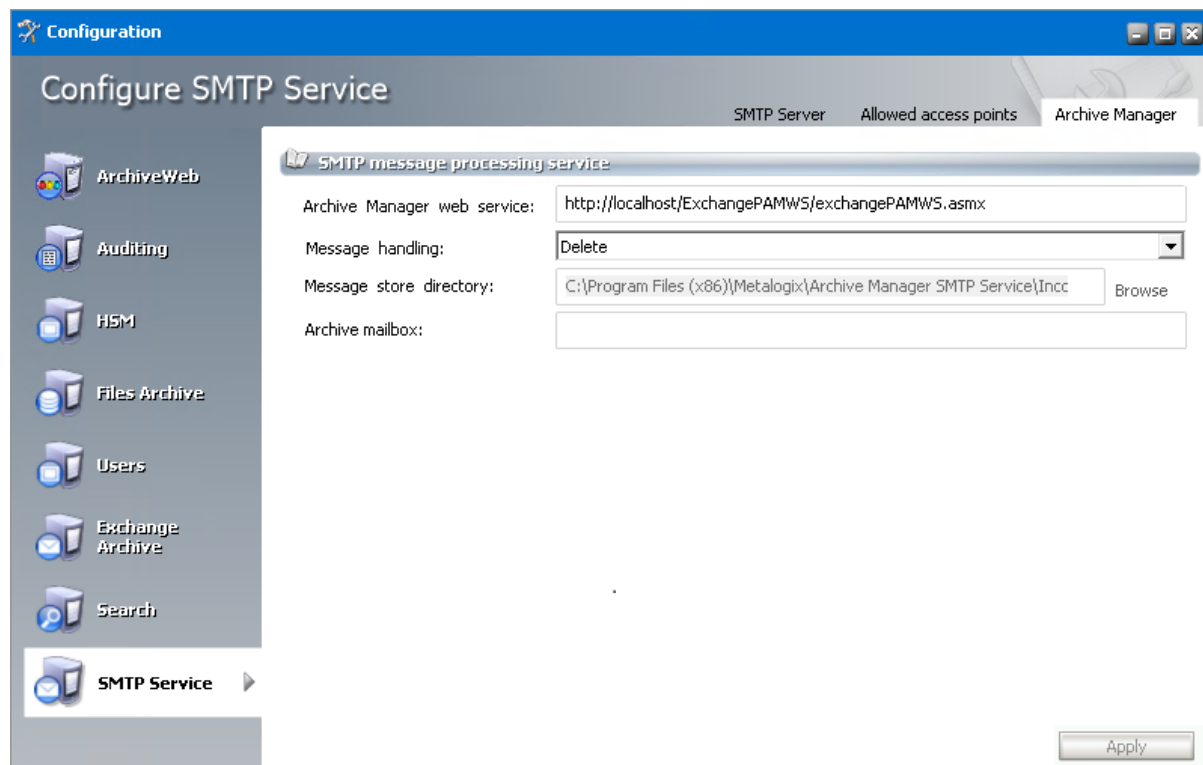 Configuration
Configure SMTP Service
SMTP Server Allowed access points Archive Manager
ArchiveWeb
Auditing
HSM
Files Archive
Users
Exchange
Archive
Search
SMTP Service
SMTP message processing service
Archive Manager web service: http://localhost/ExchangePAMWS/exchangePAMWS.asmx
Message handling: Delete
Message store directory: C:\Program Files (x86)\Metalogix\Archive Manager SMTP Service\Incc Browse
Archive mailbox:
Apply